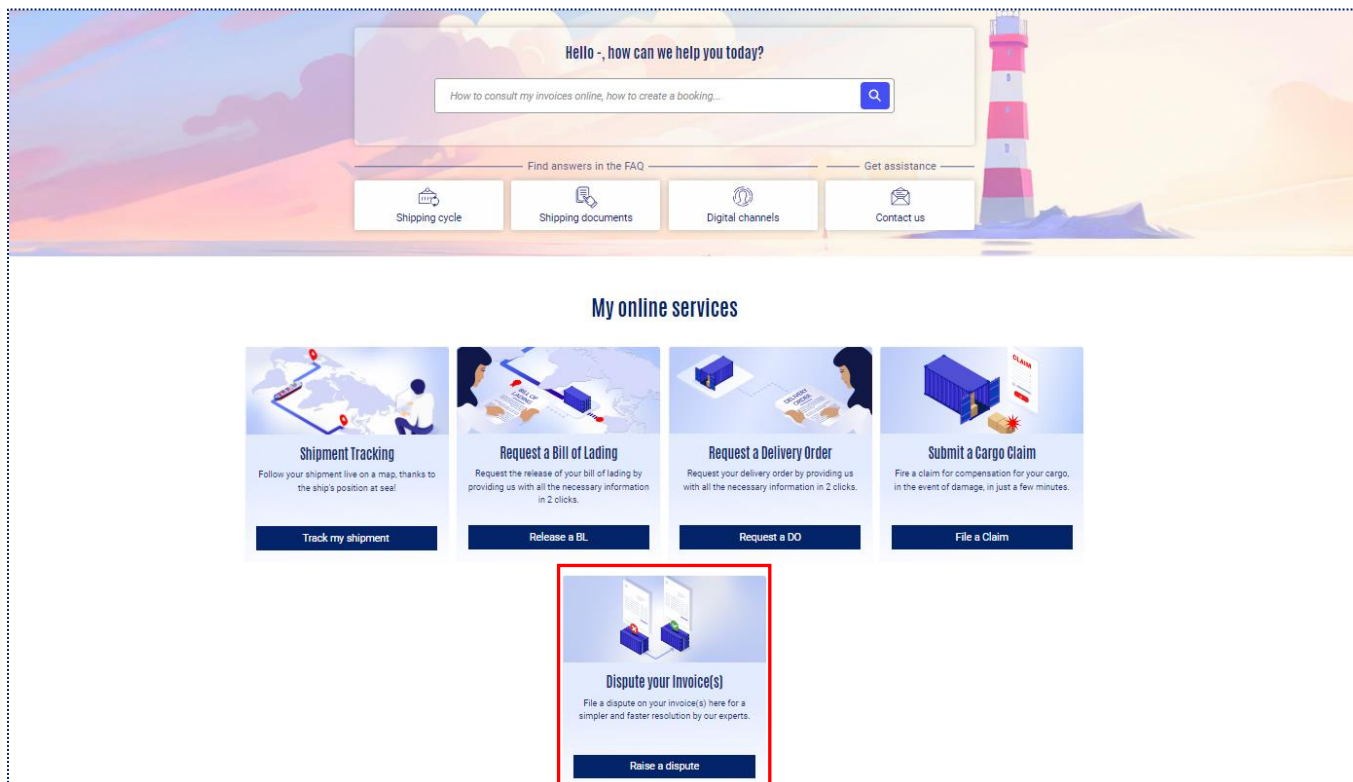 Hello -, how can we help you today?
How to consult my invoices online, how to create a booking...
Find answers in the FAQ
Get assistance
Shipping cycle
Shipping documents
Digital channels
Contact us
My online services
Shipment Tracking
Follow your shipment live on a map, thanks to
the ship's position at sea!
Track my shipment
BILL OF
LADING
Request a Bill of Lading
Request the release of your bill of lading by
providing us with all the necessary information
in 2 clicks.
Release a BL
DELIVERY
ORDER
Request a Delivery Order
Request your delivery order by providing us
with all the necessary information in 2 clicks.
Request a DO
CLAIM
Submit a Cargo Claim
Fire a claim for compensation for your cargo,
in the event of damage, in just a few minutes.
File a Claim
Dispute your Invoice(s)
File a dispute on your invoice(s) here for a
simpler and faster resolution by our experts.
Raise a dispute